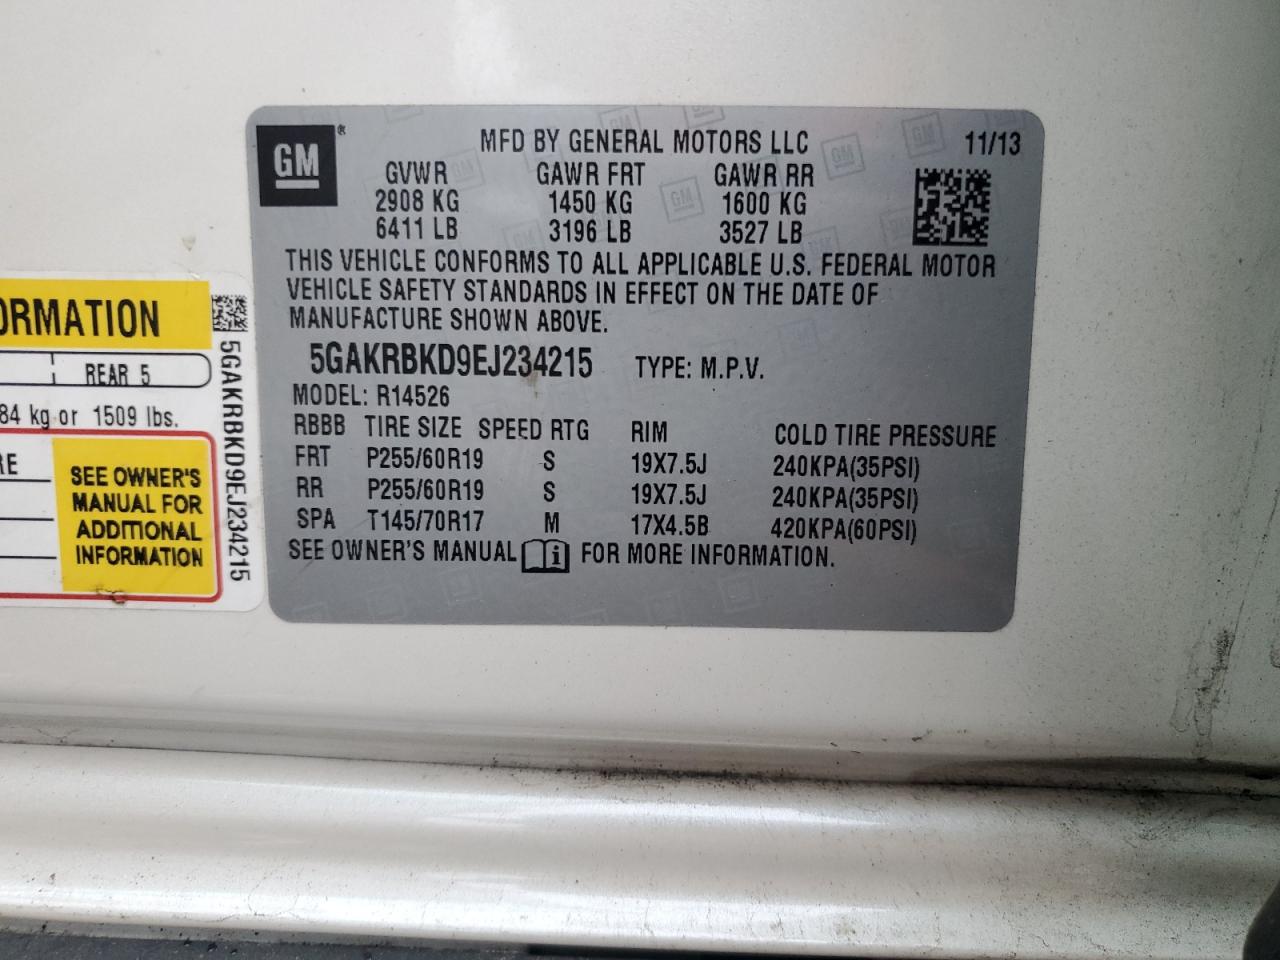 GM
MFD BY GENERAL MOTORS LLC 11/13
GVWR GAWR FRT GAWR RR
2908 KG 1450 KG 1600 KG
6411 LB 3196 LB 3527 LB
THIS VEHICLE CONFORMS TO ALL APPLICABLE U.S. FEDERAL MOTOR
VEHICLE SAFETY STANDARDS IN EFFECT ON THE DATE OF
MANUFACTURE SHOWN ABOVE.
5GAKRBKD9EJ234215 TYPE: M.P.V.
MODEL: R14526
RBBB TIRE SIZE SPEED RTG RIM COLD TIRE PRESSURE
FRT P255/60R19 S 19X7.5J 240KPA(35PSI)
RR P255/60R19 S 19X7.5J 240KPA(35PSI)
SPA T145/70R17 M 17X4.5B 420KPA(60PSI)
SEE OWNER'S MANUAL FOR MORE INFORMATION.
ORMATION
REAR 5
84 kg or 1509 lbs.
RE
SEE OWNER'S
MANUAL FOR
ADDITIONAL
INFORMATION
5GAKRBKD9EJ234215